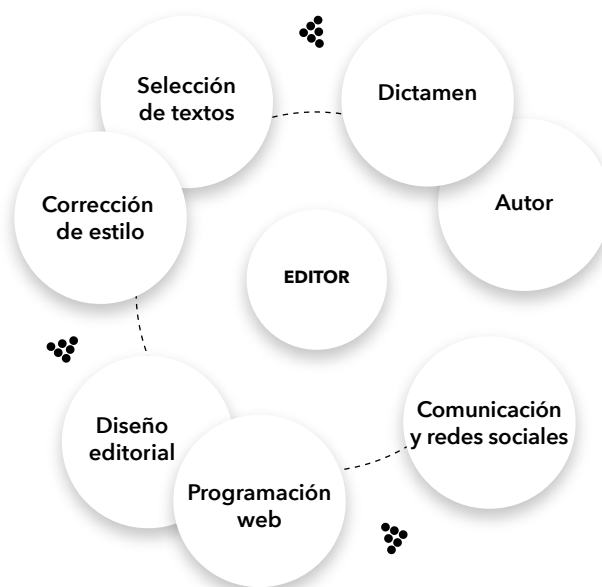 Selección
de textos
Dictamen
Corrección
de estilo
Autor
EDITOR
Diseño
editorial
Programación
web
Comunicación
y redes sociales